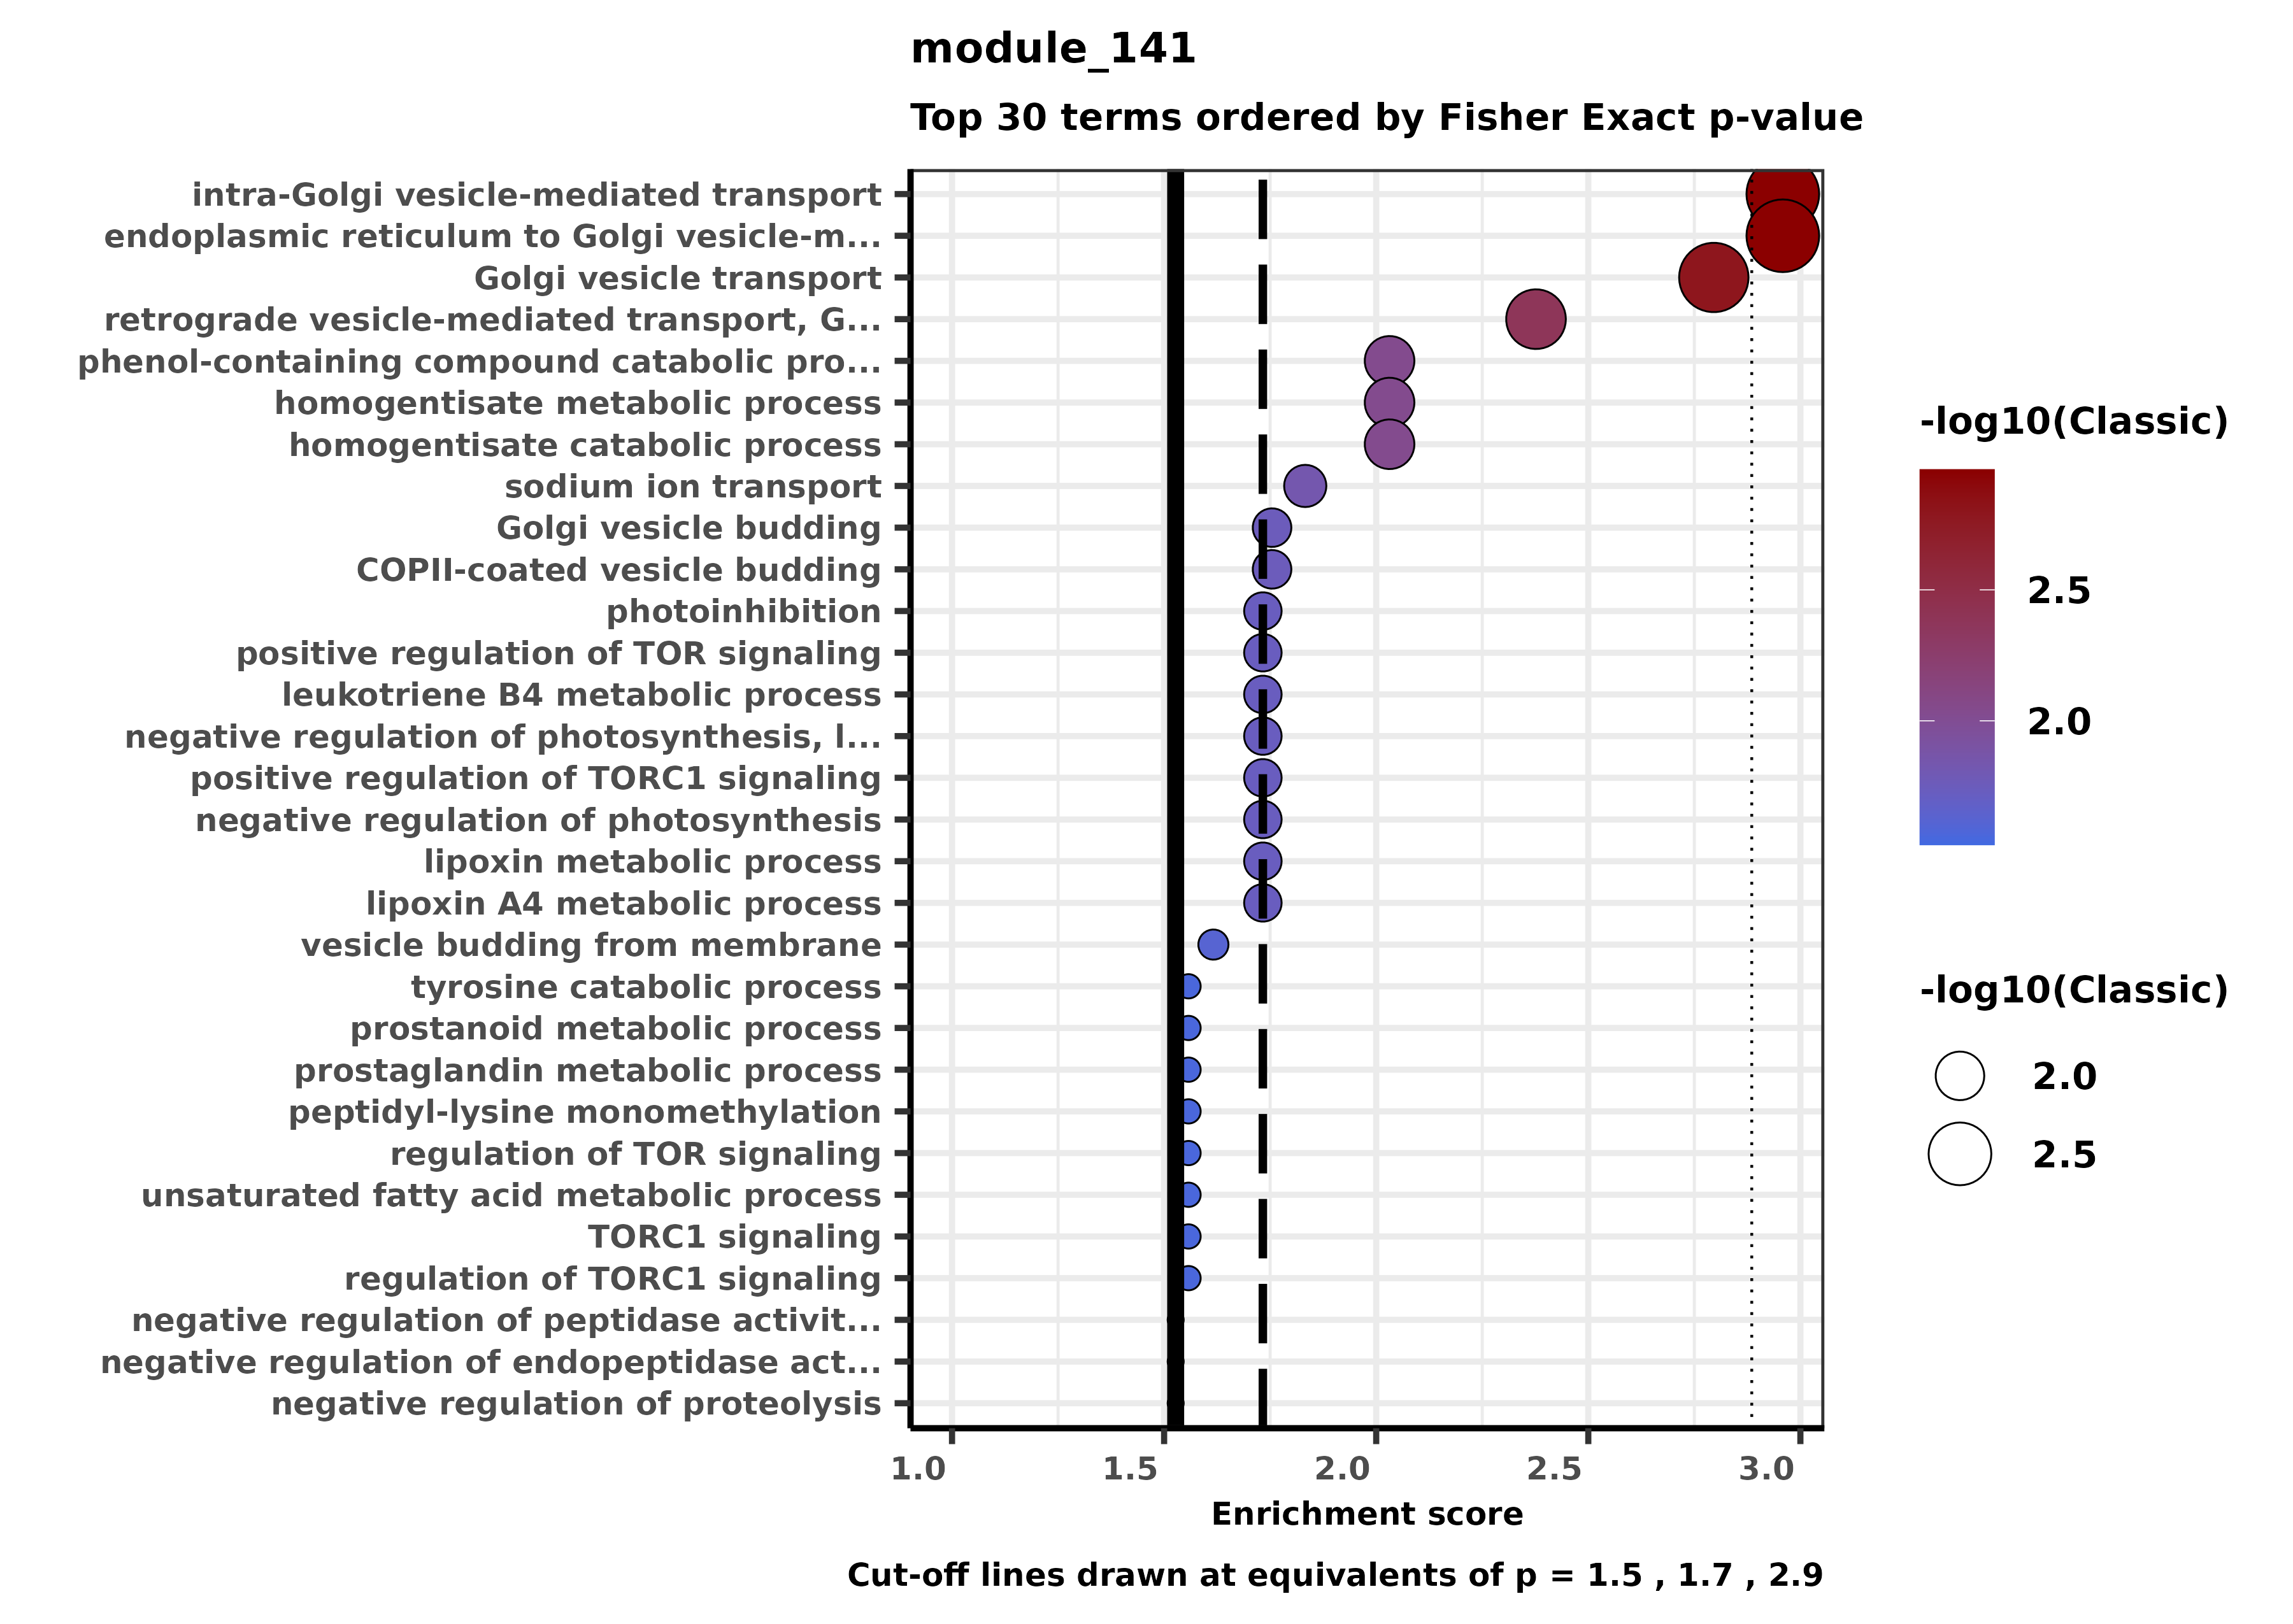 module_141
Top 30 terms ordered by Fisher Exact p-value
intra-Golgi vesicle-mediated transport
endoplasmic reticulum to Golgi vesicle-m...
Golgi vesicle transport
retrograde vesicle-mediated transport, G...
phenol-containing compound catabolic pro...
homogentisate metabolic process
homogentisate catabolic process
sodium ion transport
Golgi vesicle budding
COPII-coated vesicle budding
photoinhibition
positive regulation of TOR signaling
leukotriene B4 metabolic process
negative regulation of photosynthesis, l...
positive regulation of TORC1 signaling
negative regulation of photosynthesis
lipoxin metabolic process
lipoxin A4 metabolic process
vesicle budding from membrane
tyrosine catabolic process
prostanoid metabolic process
prostaglandin metabolic process
peptidyl-lysine monomethylation
regulation of TOR signaling
unsaturated fatty acid metabolic process
TORC1 signaling
regulation of TORC1 signaling
negative regulation of peptidase activit...
negative regulation of endopeptidase act...
negative regulation of proteolysis
1.0 1.5 2.0 2.5 3.0
Enrichment score
Cut-off lines drawn at equivalents of p = 1.5 , 1.7 , 2.9
-log10(Classic)
2.5
2.0
-log10(Classic)
2.0
2.5